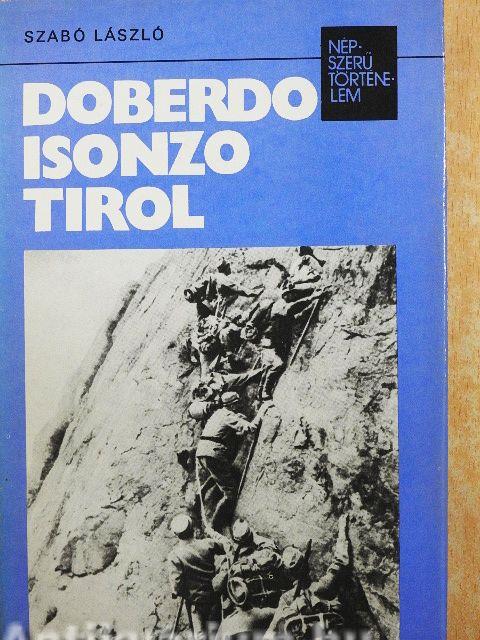 SZABÓ LÁSZLÓ
NÉP-
SZERŰ
TÖRTÉNE-
LEM
DOBERDO
ISONZO
TIROL